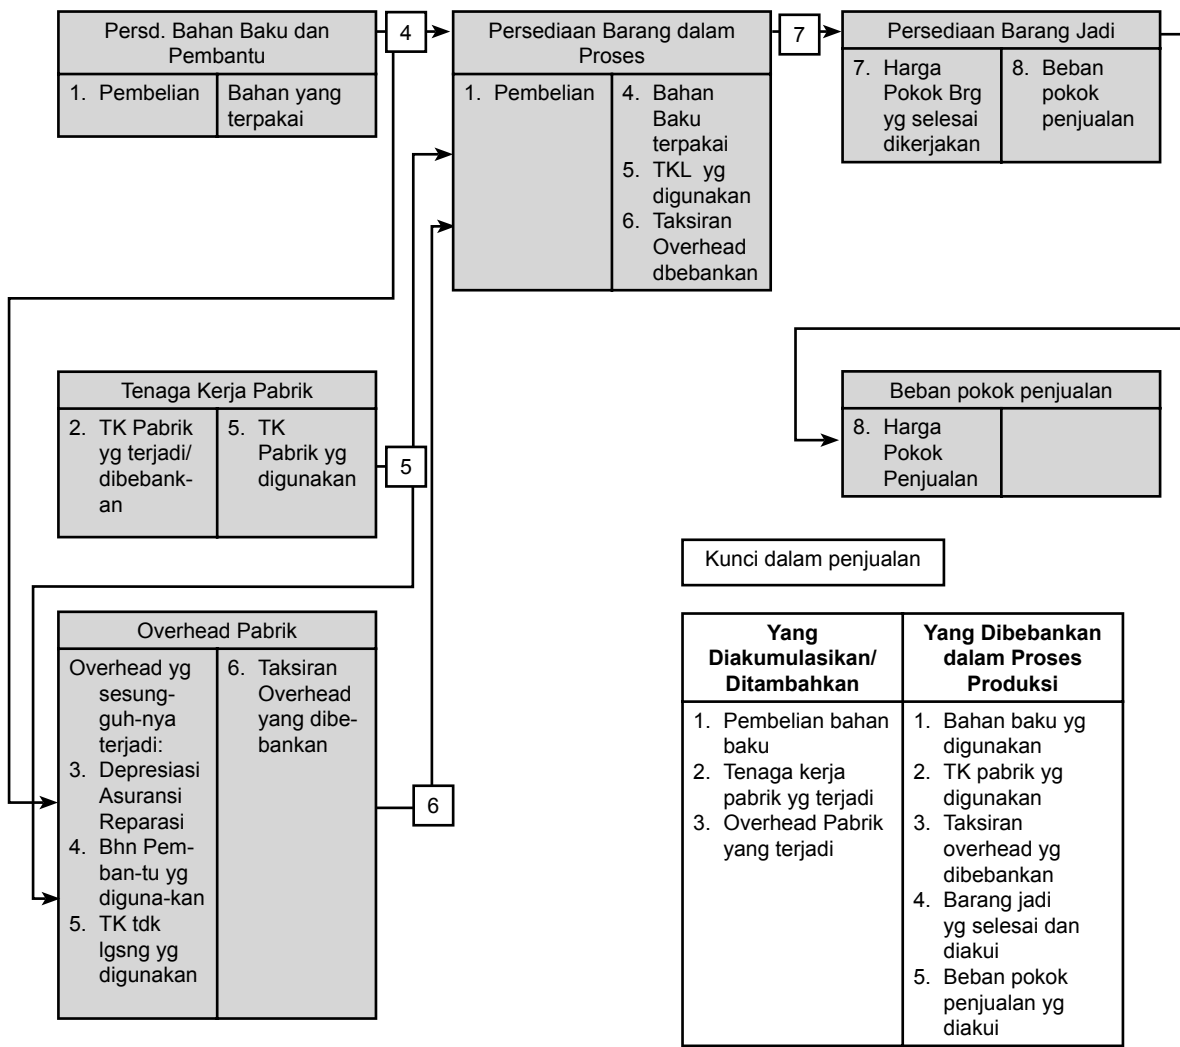 Persd. Bahan Baku dan
Pembantu
1. Pembelian
Bahan yang
terpakai
4
Persediaan Barang dalam
Proses
1. Pembelian
4. Bahan
Baku
terpakai
5. TKL yg
digunakan
6. Taksiran
Overhead
dbebankan
7
Persediaan Barang Jadi
7. Harga
Pokok Brg
yg selesai
dikerjakan
8. Beban
pokok
penjualan
Tenaga Kerja Pabrik
2. TK Pabrik
yg terjadi/
dibebank-
an
5. TK
Pabrik yg
digunakan
5
Beban pokok penjualan
8. Harga
Pokok
Penjualan
Overhead Pabrik
Overhead yg
sesung-
guh-nya
terjadi:
3. Depresiasi
Asuransi
Reparasi
4. Bhn Pem-
ban-tu yg
diguna-kan
5. TK tdk
lgsng yg
digunakan
6. Taksiran
Overhead
yang dibe-
bankan
6
Kunci dalam penjualan
Yang
Diakumulasikan/
Ditambahkan
1. Pembelian bahan
baku
2. Tenaga kerja
pabrik yg terjadi
3. Overhead Pabrik
yang terjadi
Yang Dibebankan
dalam Proses
Produksi
1. Bahan baku yg
digunakan
2. TK pabrik yg
digunakan
3. Taksiran
overhead yg
dibebankan
4. Barang jadi
yg selesai dan
diakui
5. Beban pokok
penjualan yg
diakui